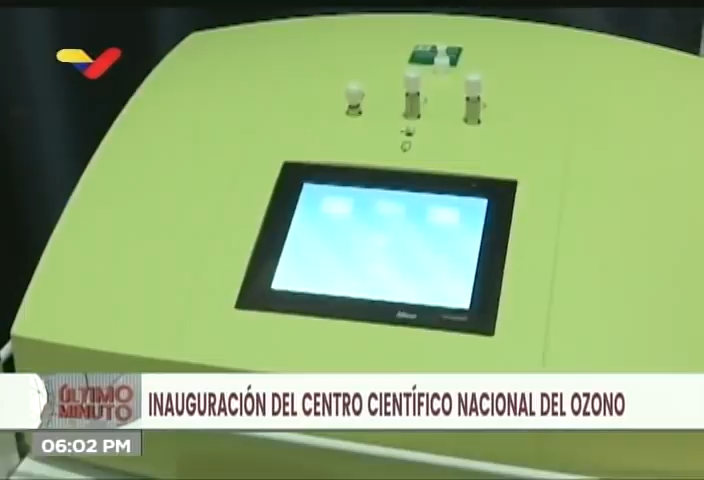 ÚLTIMO
MINUTO
INAUGURACIÓN DEL CENTRO CIENTÍFICO NACIONAL DEL OZONO
06:02 PM